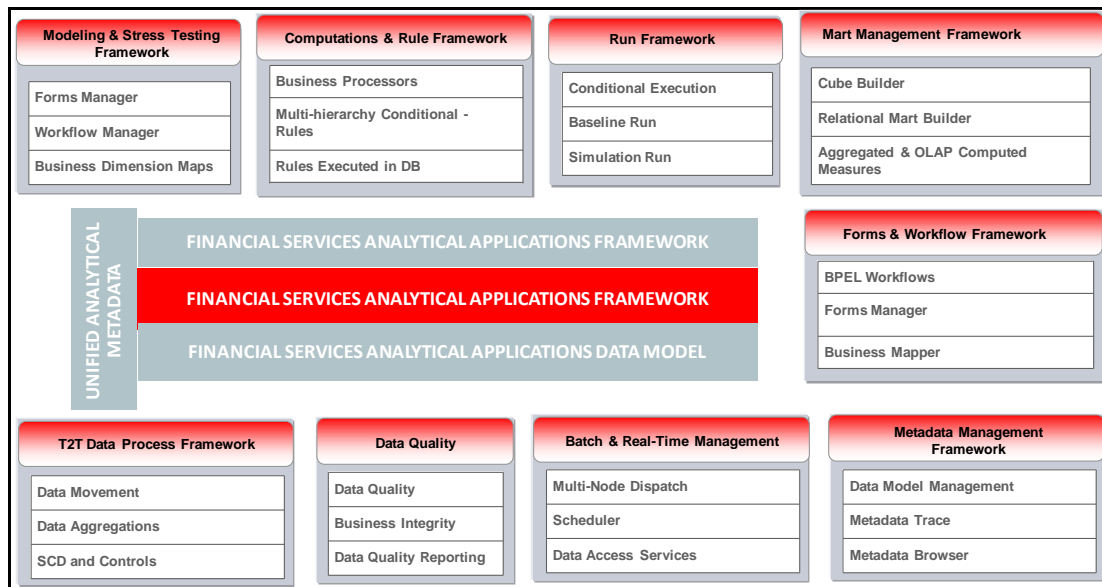 Modeling & Stress Testing
Framework
Forms Manager
Workflow Manager
Business Dimension Maps
Computations & Rule Framework
Business Processors
Multi-hierarchy Conditional -
Rules
Rules Executed in DB
Run Framework
Conditional Execution
Baseline Run
Simulation Run
Mart Management Framework
Cube Builder
Relational Mart Builder
Aggregated & OLAP Computed
Measures
UNIFIED ANALYTICAL
METADATA
FINANCIAL SERVICES ANALYTICAL APPLICATIONS FRAMEWORK
FINANCIAL SERVICES ANALYTICAL APPLICATIONS FRAMEWORK
FINANCIAL SERVICES ANALYTICAL APPLICATIONS DATA MODEL
Forms & Workflow Framework
BPEL Workflows
Forms Manager
Business Mapper
T2T Data Process Framework
Data Movement
Data Aggregations
SCD and Controls
Data Quality
Data Quality
Business Integrity
Data Quality Reporting
Batch & Real-Time Management
Multi-Node Dispatch
Scheduler
Data Access Services
Metadata Management
Framework
Data Model Management
Metadata Trace
Metadata Browser